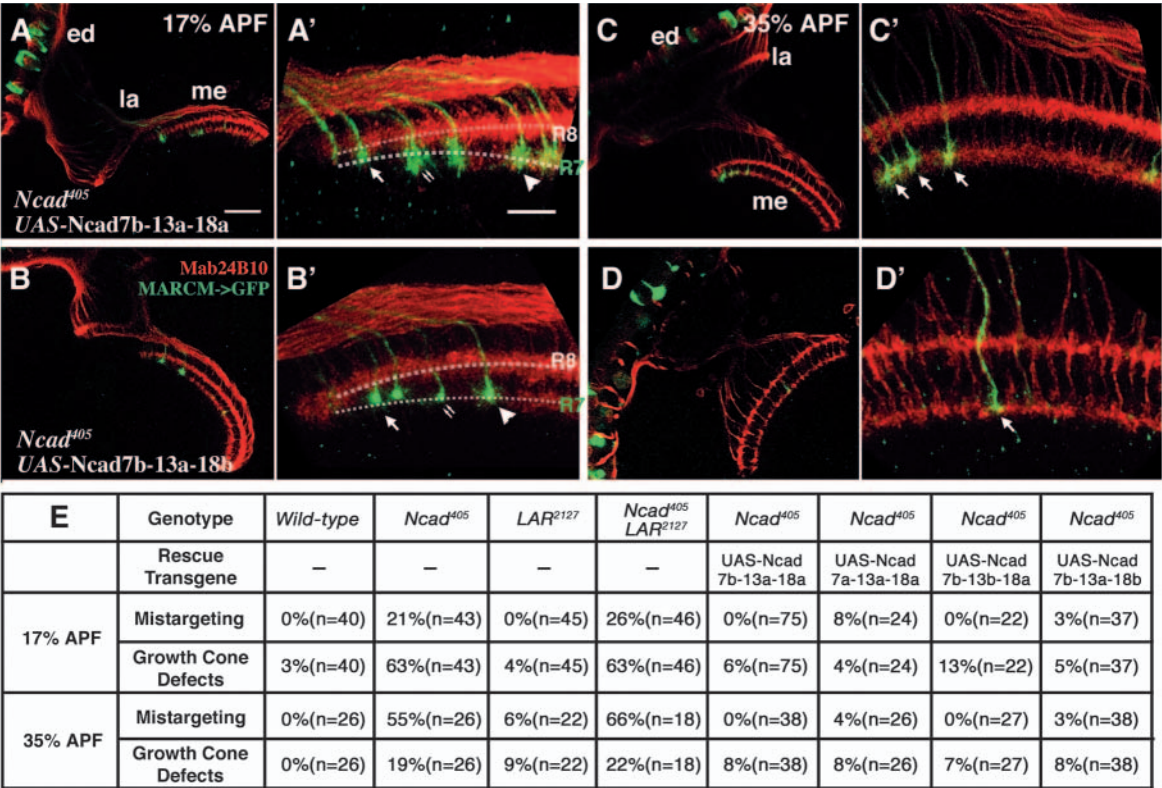 A
ed
17% APF
la
me
Ncad405
UAS-Ncad7b-13a-18a
A'
R8
R7
C
ed
35% APF
la
me
C'
B
Mab24B10
MARCM->GFP
Ncad405
UAS-Ncad7b-13a-18b
B'
R8
R7
D
D'
E Genotype Wild-type Ncad405 LAR2127 Ncad405 LAR2127 Ncad405 Ncad405 Ncad405 Ncad405
Rescue Transgene – – – – UAS-Ncad 7b-13a-18a UAS-Ncad 7a-13a-18a UAS-Ncad 7b-13b-18a UAS-Ncad 7b-13a-18b
17% APF Mistargeting 0%(n=40) 21%(n=43) 0%(n=45) 26%(n=46) 0%(n=75) 8%(n=24) 0%(n=22) 3%(n=37)
Growth Cone Defects 3%(n=40) 63%(n=43) 4%(n=45) 63%(n=46) 6%(n=75) 4%(n=24) 13%(n=22) 5%(n=37)
35% APF Mistargeting 0%(n=26) 55%(n=26) 6%(n=22) 66%(n=18) 0%(n=38) 4%(n=26) 0%(n=27) 3%(n=38)
Growth Cone Defects 0%(n=26) 19%(n=26) 9%(n=22) 22%(n=18) 8%(n=38) 8%(n=26) 7%(n=27) 8%(n=38)